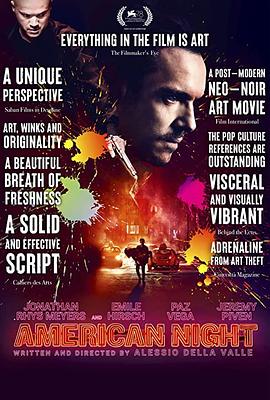 EVERYTHING IN THE FILM IS ART
The Filmmaker's Eye
A UNIQUE
PERSPECTIVE
Salian Films in Deadline
ART, WINKS AND
ORIGINALITY
A BEAUTIFUL
BREATH OF
FRESHNESS
A SOLID
AND EFFECTIVE
SCRIPT
Cahiers des Arts
A POST-MODERN
NEO-NOIR
ART MOVIE
Film International
THE POP CULTURE
REFERENCES ARE
OUTSTANDING
VISCERAL
AND VISUALLY
VIBRANT
Behind the Lens
ADRENALINE
FROM ART THEFT
Magazine
JONATHAN
RHYS MEYERS AND
EMILE
HIRSCH
PAZ
VEGA
JEREMY
PIVEN
AMERICAN NIGHT
WRITTEN AND DIRECTED BY ALESSIO DELLA VALLE